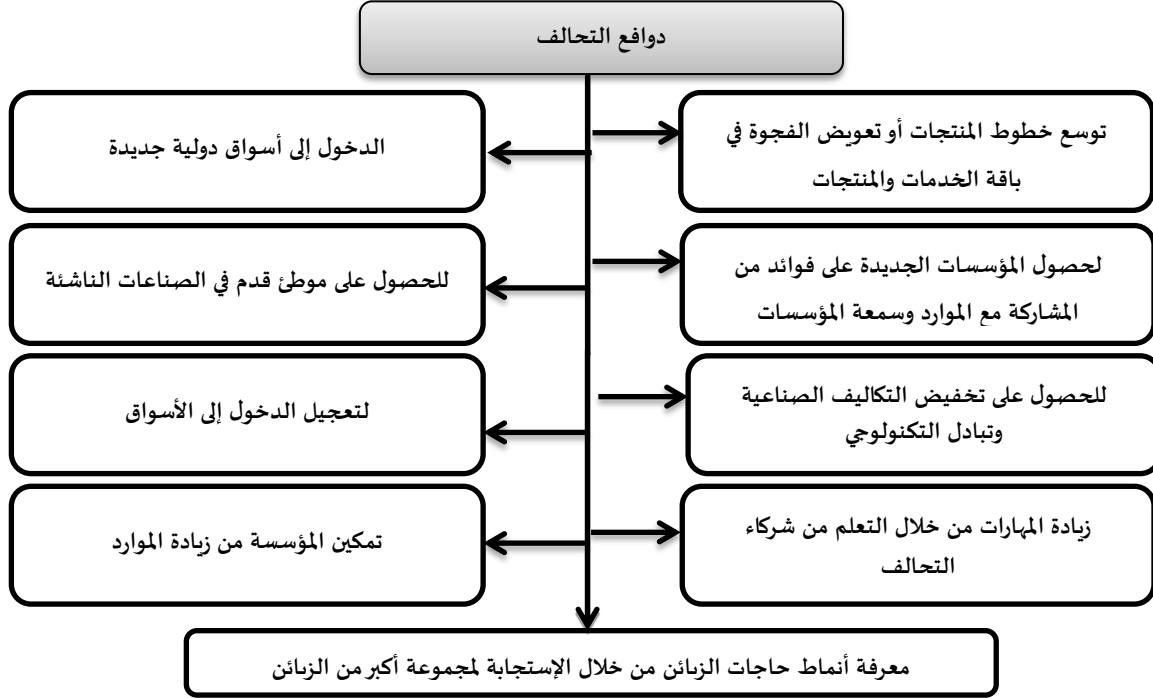 دوافع التحالف
توسع خطوط المنتجات أو تعويض الفجوة في
باقة الخدمات والمنتجات
الدخول إلى أسواق دولية جديدة
لحصول المؤسسات الجديدة على فوائد من
المشاركة مع الموارد وسمعة المؤسسات
للحصول على موطئ قدم في الصناعات الناشئة
للحصول على تخفيض التكاليف الصناعية
وتبادل التكنولوجي
لتعجيل الدخول إلى الأسواق
زيادة المهارات من خلال التعلم من شركاء
التحالف
تمكين المؤسسة من زيادة الموارد
معرفة أنماط حاجات الزبائن من خلال الإستجابة لمجموعة أكبر من الزبائن